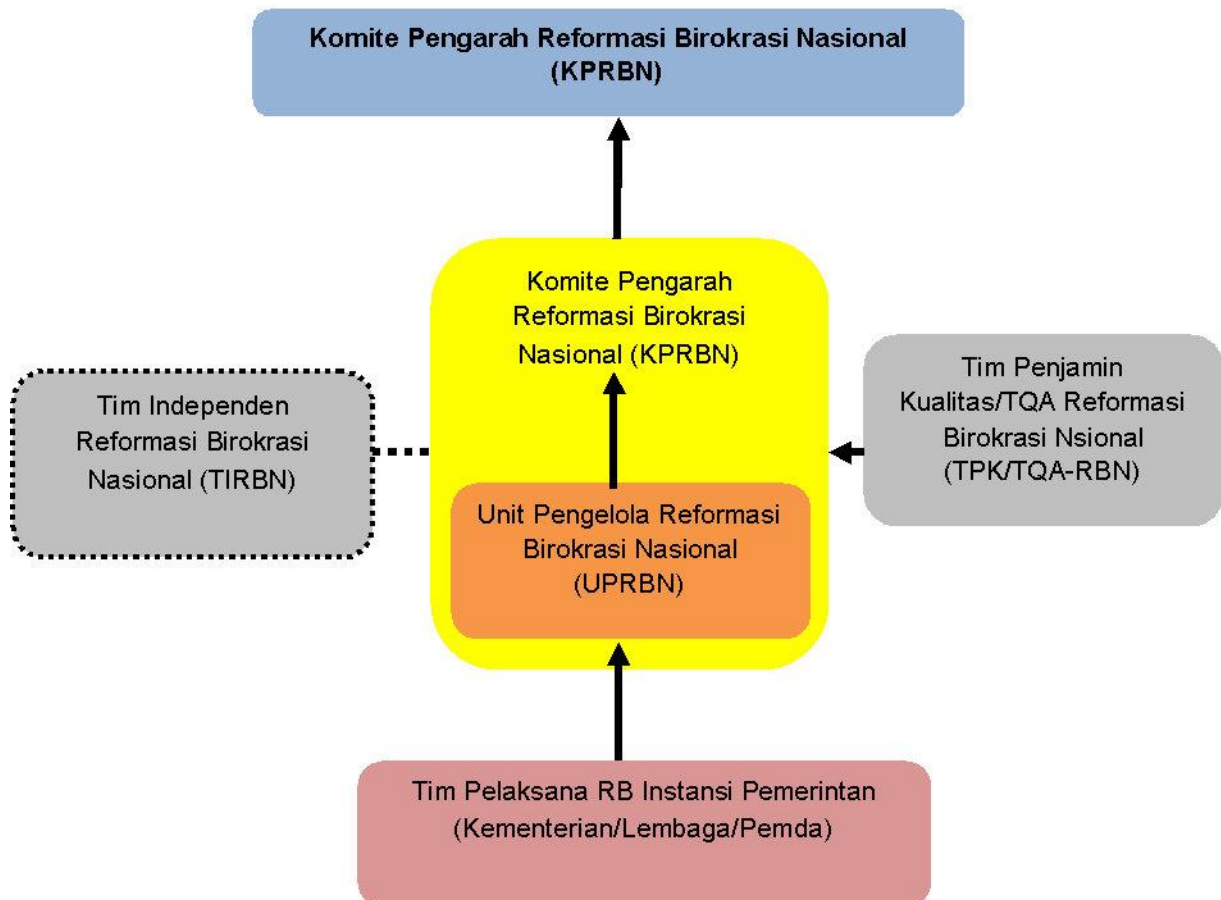 Komite Pengarah Reformasi Birokrasi Nasional
(KPRBN)
Komite Pengarah
Reformasi Birokrasi
Nasional (KPRBN)
Tim Independen
Reformasi Birokrasi
Nasional (TIRBN)
Tim Penjamin
Kualitas/TQA Reformasi
Birokrasi Nsional
(TPK/TQA-RBN)
Unit Pengelola Reformasi
Birokrasi Nasional
(UPRBN)
Tim Pelaksana RB Instansi Pemerintan
(Kementerian/Lembaga/Pemda)